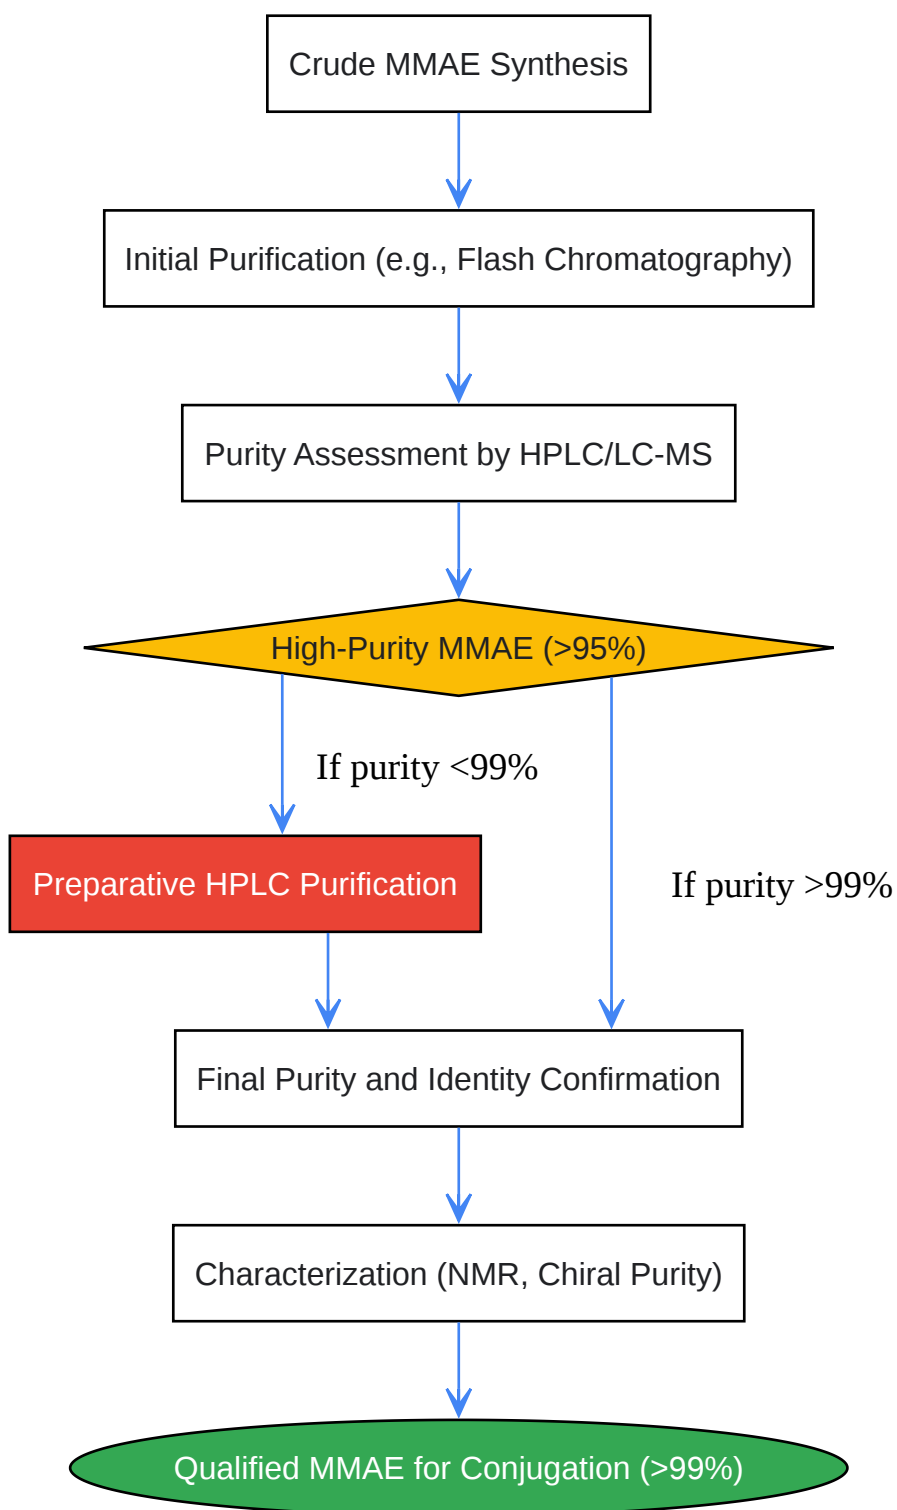 Crude MMAE Synthesis
Initial Purification (e.g., Flash Chromatography)
Purity Assessment by HPLC/LC-MS
High-Purity MMAE (>95%)
If purity <99%
Preparative HPLC Purification
If purity >99%
Final Purity and Identity Confirmation
Characterization (NMR, Chiral Purity)
Qualified MMAE for Conjugation (>99%)